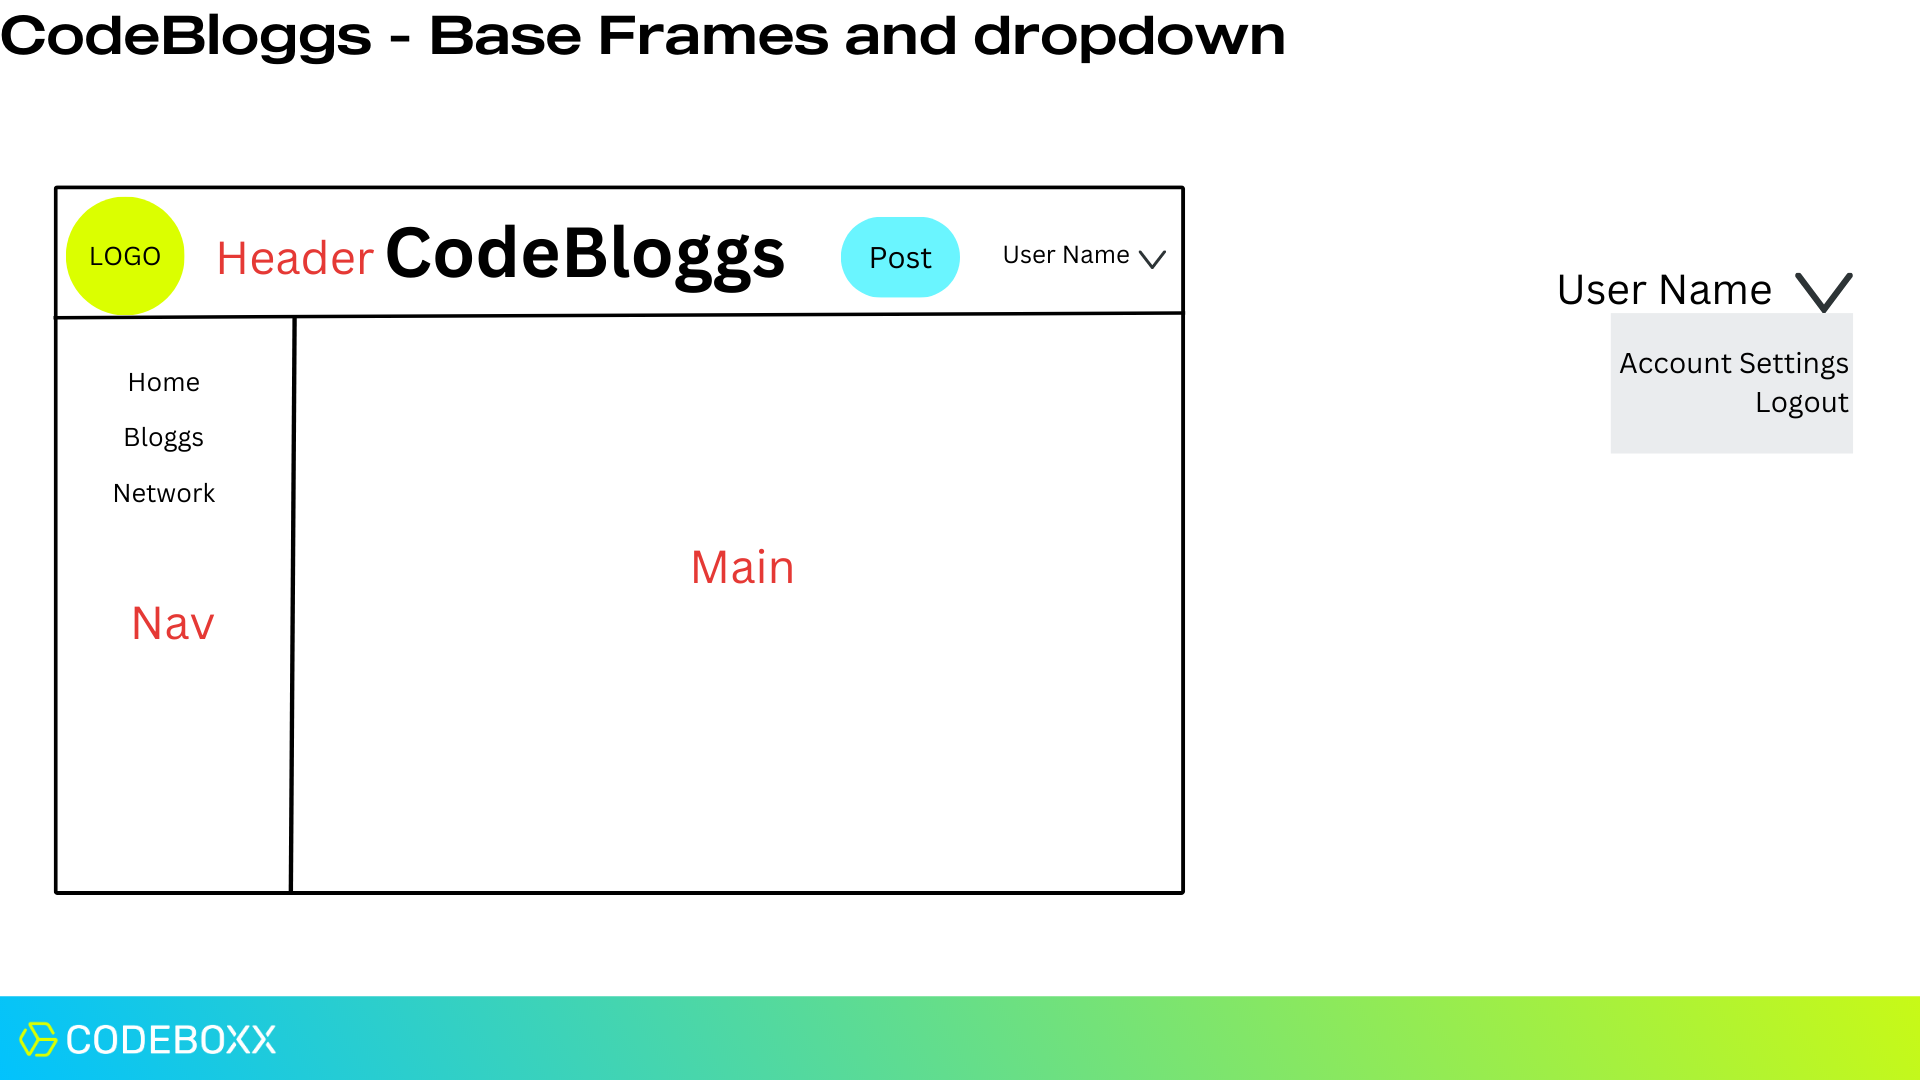 CodeBloggs - Base Frames and dropdown
LOGO
Header
CodeBloggs
Post
User Name
Home
Bloggs
Network
Nav
Main
User Name
Account Settings
Logout
CODEBOXX